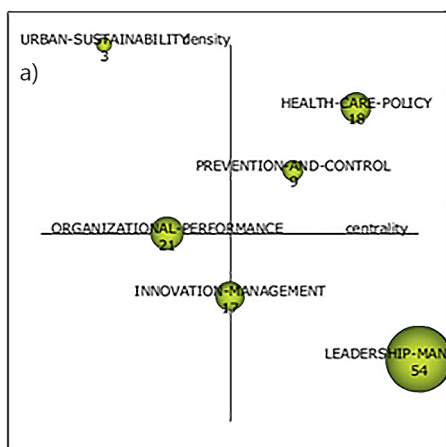 URBAN-SUSTAINABILITY density
3
a)
HEALTH-CARE-POLICY
18
PREVENTION-AND-CONTROL
9
ORGANIZATIONAL-PERFORMANCE centrality
21
INNOVATION-MANAGEMENT
17
LEADERSHIP-MAN
54